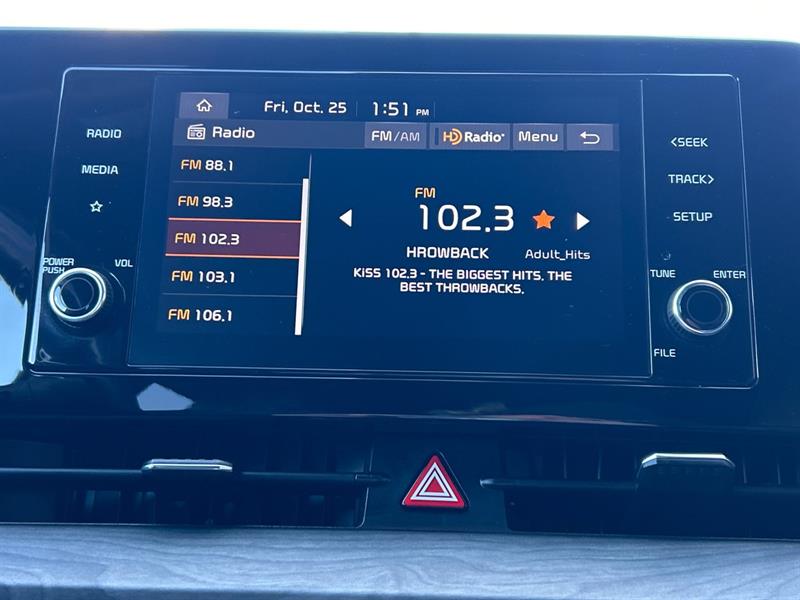 Fri, Oct. 25 1:51 PM
Radio FM/AM HD Radio Menu
FM 88.1
FM 98.3
FM 102.3
FM 103.1
FM 106.1
FM
102.3
HROWBACK Adult_Hits
KISS 102.3 - THE BIGGEST HITS, THE
BEST THROWBACKS.
RADIO
MEDIA
POWER
PUSH
VOL
<SEEK
TRACK>
SETUP
TUNE ENTER
FILE